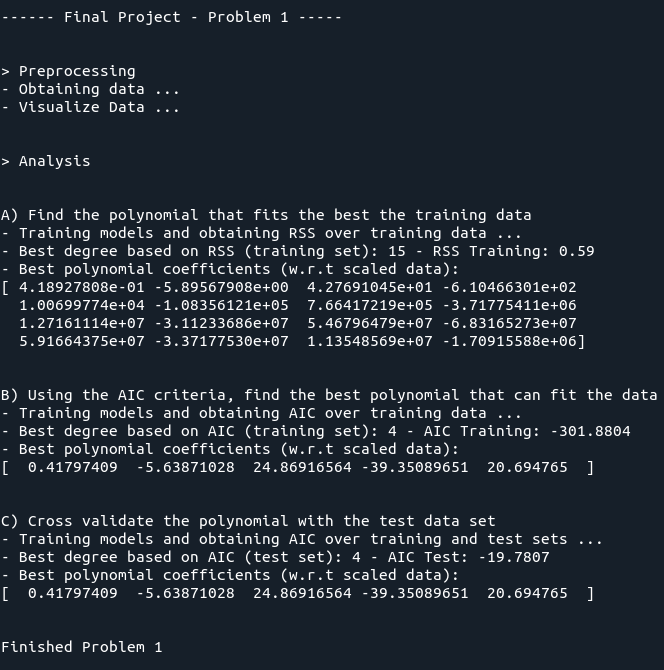 ------ Final Project - Problem 1 -----
> Preprocessing
- Obtaining data ...
- Visualize Data ...
> Analysis
A) Find the polynomial that fits the best the training data
- Training models and obtaining RSS over training data ...
- Best degree based on RSS (training set): 15 - RSS Training: 0.59
- Best polynomial coefficients (w.r.t scaled data):
[ 4.18927808e-01 -5.89567908e+00  4.27691045e+01 -6.10466301e+02
  1.00699774e+04 -1.08356121e+05  7.66417219e+05 -3.71775411e+06
  1.27161114e+07 -3.11233686e+07  5.46796479e+07 -6.83165273e+07
  5.91664375e+07 -3.37177530e+07  1.13548569e+07 -1.70915588e+06]
B) Using the AIC criteria, find the best polynomial that can fit the data
- Training models and obtaining AIC over training data ...
- Best degree based on AIC (training set): 4 - AIC Training: -301.8804
- Best polynomial coefficients (w.r.t scaled data):
[  0.41797409  -5.63871028  24.86916564 -39.35089651  20.694765  ]
C) Cross validate the polynomial with the test data set
- Training models and obtaining AIC over training and test sets ...
- Best degree based on AIC (test set): 4 - AIC Test: -19.7807
- Best polynomial coefficients (w.r.t scaled data):
[  0.41797409  -5.63871028  24.86916564 -39.35089651  20.694765  ]
Finished Problem 1